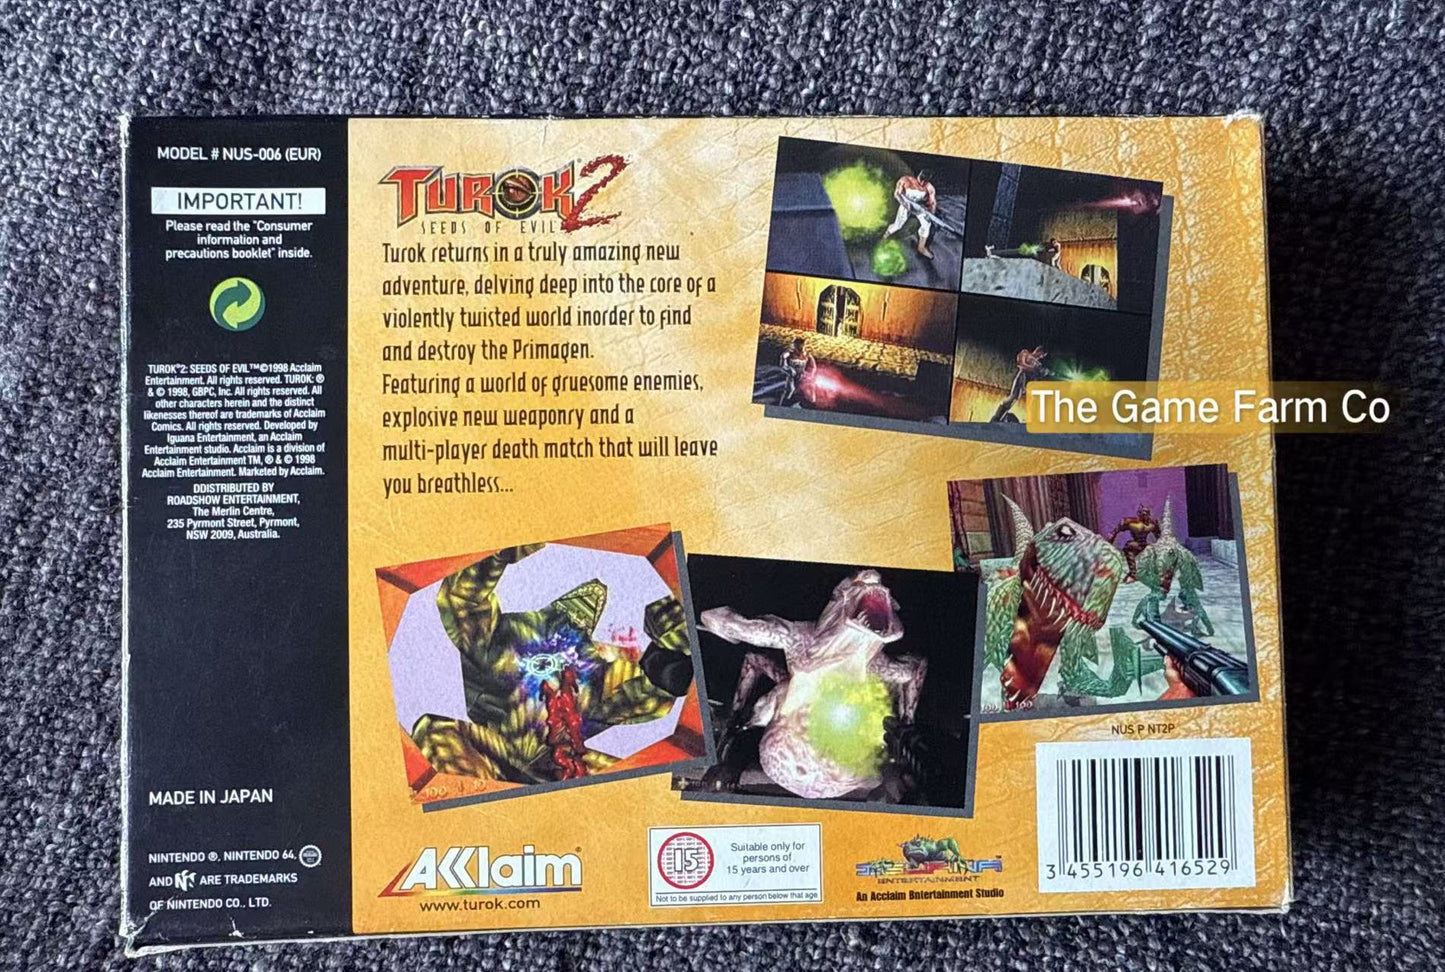 MODEL # NUS-006 (EUR)
IMPORTANT!
Please read the "Consumer
information and
precautions booklet" inside.
TUROK®2: SEEDS OF EVIL™©1998 Acclaim
Entertainment. All rights reserved. TUROK: ®
& © 1998, GBPC, Inc. All rights reserved. All
other characters herein and the distinct
likenesses thereof are trademarks of Acclaim
Comics. All rights reserved. Developed by
Iguana Entertainment, an Acclaim
Entertainment studio. Acclaim is a division of
Acclaim Entertainment TM, ® & © 1998
Acclaim Entertainment. Marketed by Acclaim.
DDISTRIBUTED BY
ROADSHOW ENTERTAINMENT,
The Merlin Centre,
235 Pyrmont Street, Pyrmont,
NSW 2009, Australia.
MADE IN JAPAN
NINTENDO ®, NINTENDO 64,
AND N ARE TRADEMARKS
OF NINTENDO CO., LTD.
TUROK 2
SEEDS OF EVIL
Turok returns in a truly amazing new
adventure, delving deep into the core of a
violently twisted world inorder to find
and destroy the Primagen.
Featuring a world of gruesome enemies,
explosive new weaponry and a
multi-player death match that will leave
you breathless...
The Game Farm Co
100 10
100 100
NUS P NT2P
3 455196 416529
AKKlaim
www.turok.com
15
Suitable only for
persons of
15 years and over
Not to be supplied to any person below that age
IGUANA
ENTERTAINMENT
An Acclaim Entertainment Studio